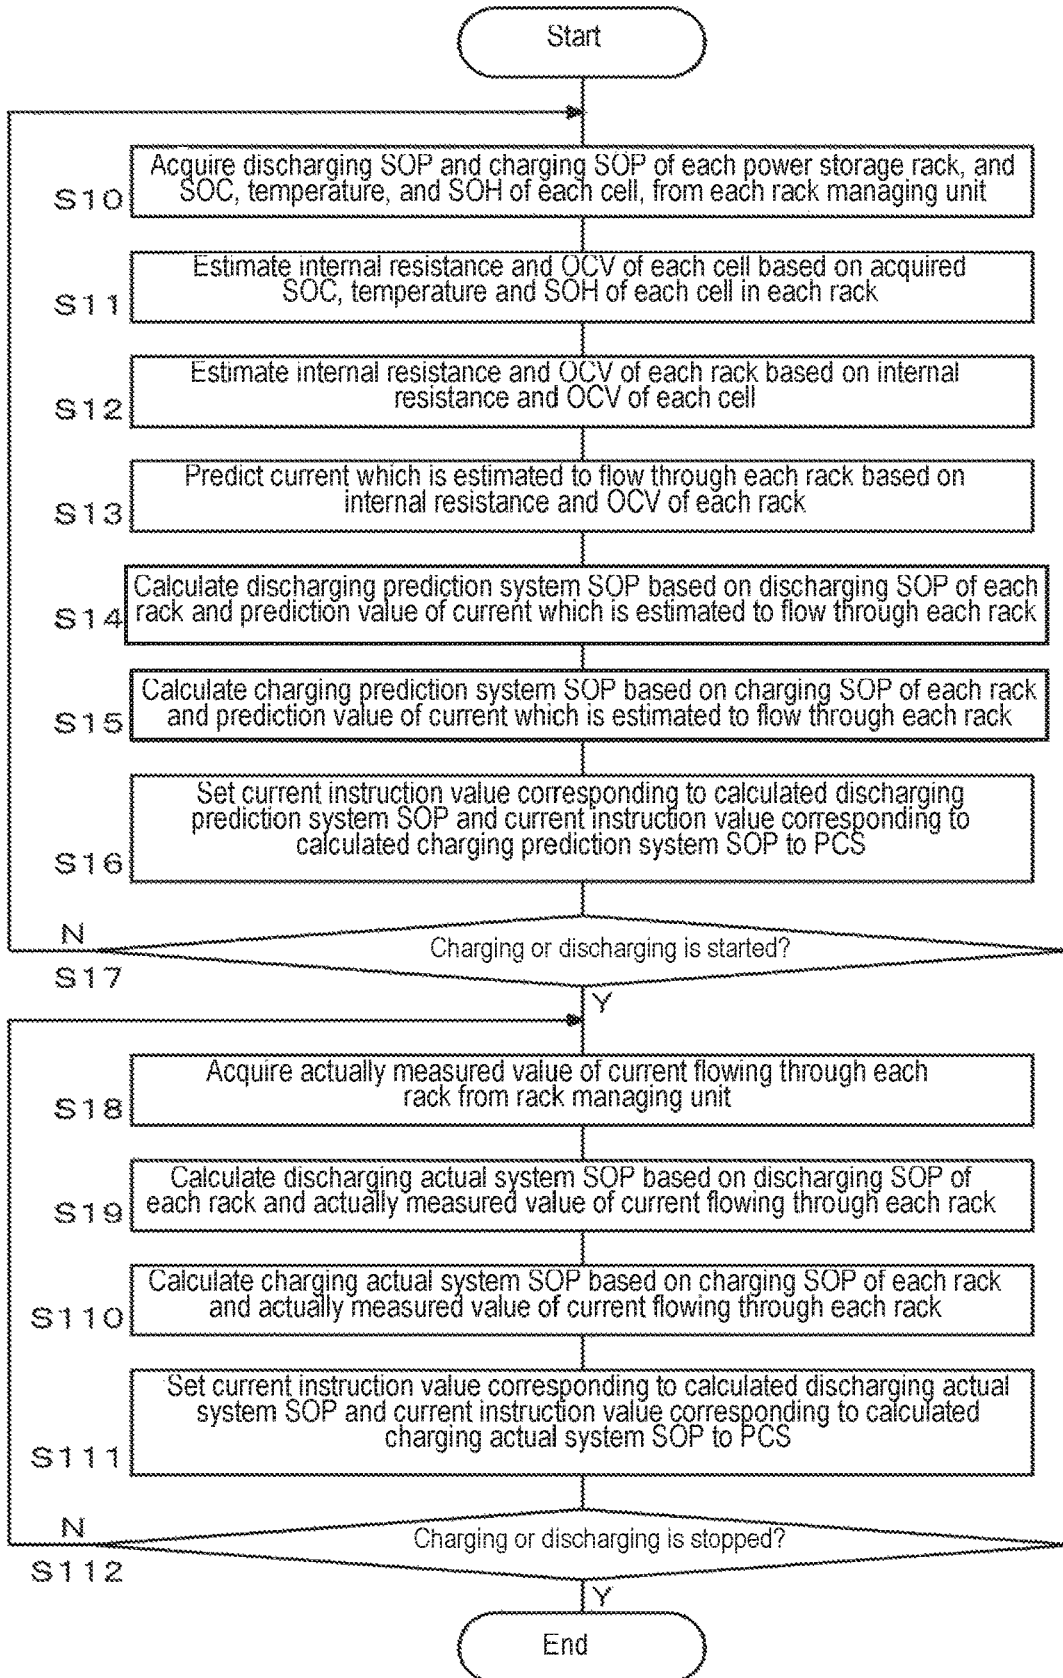 Start
Acquire discharging SOP and charging SOP of each power storage rack, and
SOC, temperature, and SOH of each cell, from each rack managing unit
S10
Estimate internal resistance and OCV of each cell based on acquired
SOC, temperature and SOH of each cell in each rack
S11
Estimate internal resistance and OCV of each rack based on internal
resistance and OCV of each cell
S12
Predict current which is estimated to flow through each rack based on
internal resistance and OCV of each rack
S13
Calculate discharging prediction system SOP based on discharging SOP of each
rack and prediction value of current which is estimated to flow through each rack
S14
Calculate charging prediction system SOP based on charging SOP of each rack
and prediction value of current which is estimated to flow through each rack
S15
Set current instruction value corresponding to calculated discharging
prediction system SOP and current instruction value corresponding to
calculated charging prediction system SOP to PCS
S16
N
Charging or discharging is started?
S17
Y
Acquire actually measured value of current flowing through each
rack from rack managing unit
S18
Calculate discharging actual system SOP based on discharging SOP of
each rack and actually measured value of current flowing through each rack
S19
Calculate charging actual system SOP based on charging SOP of each rack
and actually measured value of current flowing through each rack
S110
Set current instruction value corresponding to calculated discharging actual
system SOP and current instruction value corresponding to calculated
charging actual system SOP to PCS
S111
N
Charging or discharging is stopped?
S112
Y
End